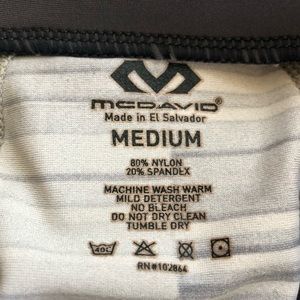 McDAVID
Made in El Salvador
MEDIUM
80% NYLON
20% SPANDEX
MACHINE WASH WARM
MILD DETERGENT
NO BLEACH
DO NOT DRY CLEAN
TUMBLE DRY
40C
RN#102864